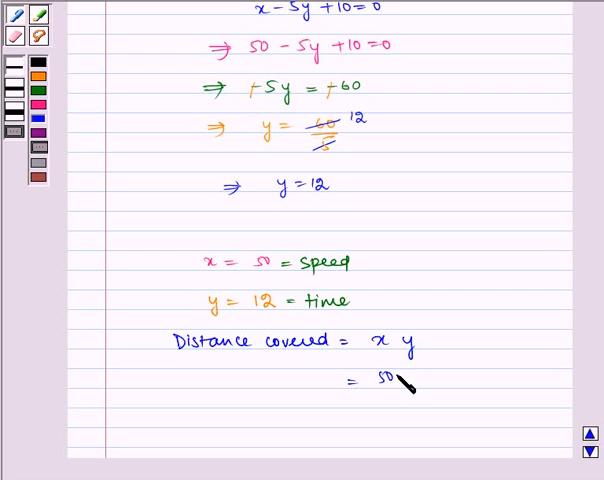 x - 5y + 10 = 0
⇒ 50 - 5y + 10 = 0
⇒ -5y = -60
⇒ y = 60/5 12
⇒ y = 12
x = 50 = speed
y = 12 = time
Distance covered = x y
= 50